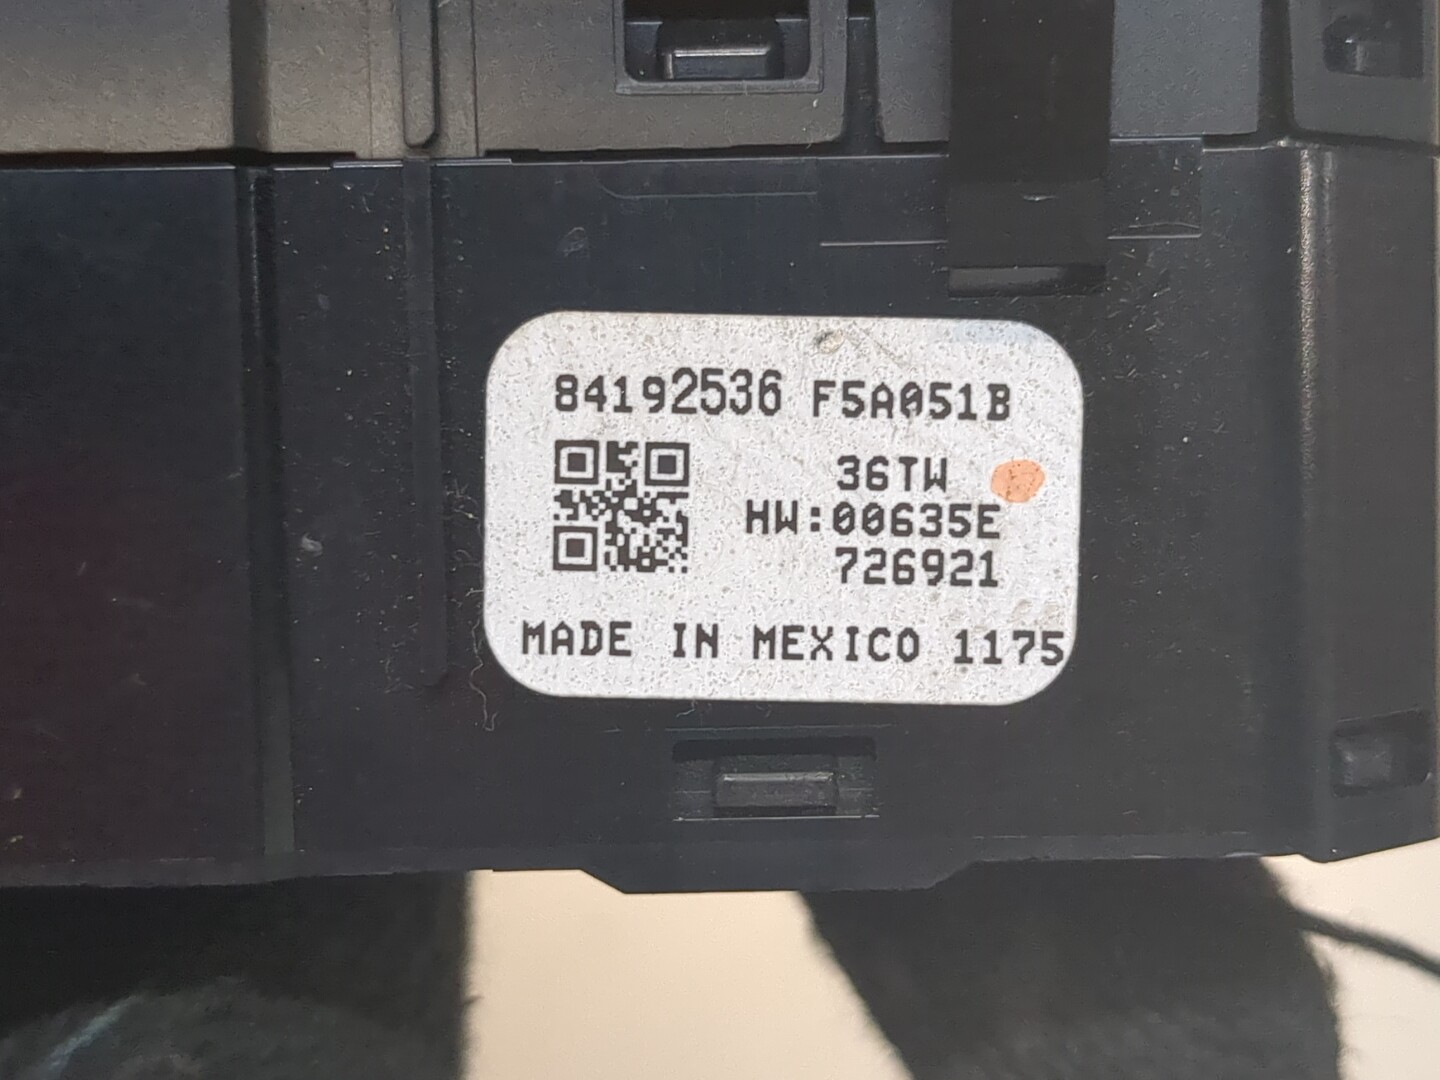 84192536 F5A051B
36TW
HW:00635E
726921
MADE IN MEXICO 1175